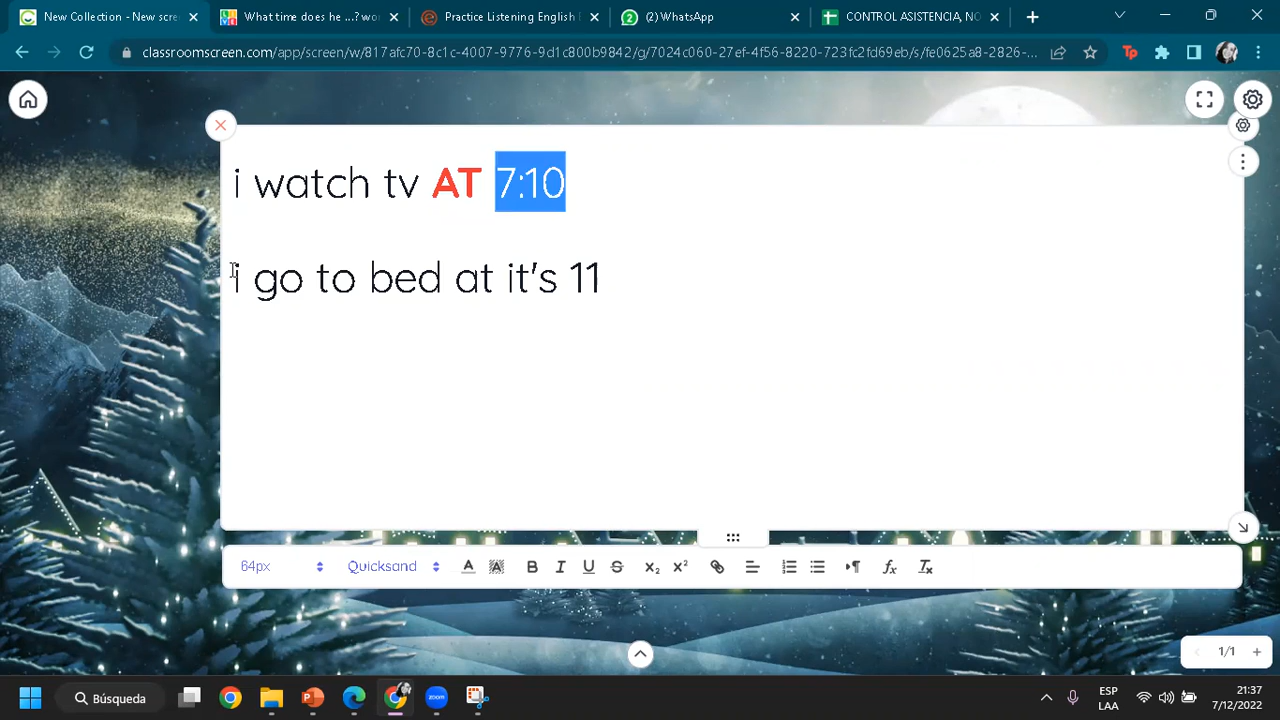 New Collection - New scre
What time does he ...? wo
Practice Listening English
(2) WhatsApp
CONTROL ASISTENCIA, NO
classroomscreen.com/app/screen/w/817afc70-8c1c-4007-9776-9d1c800b9842/g/7024c060-27ef-4f56-8220-723fc2fd69eb/s/fe0625a8-2826-...
i watch tv AT 7:10
i go to bed at it's 11
64px
Quicksand
1/1
Búsqueda
zoom
ESP
LAA
21:37
7/12/2022